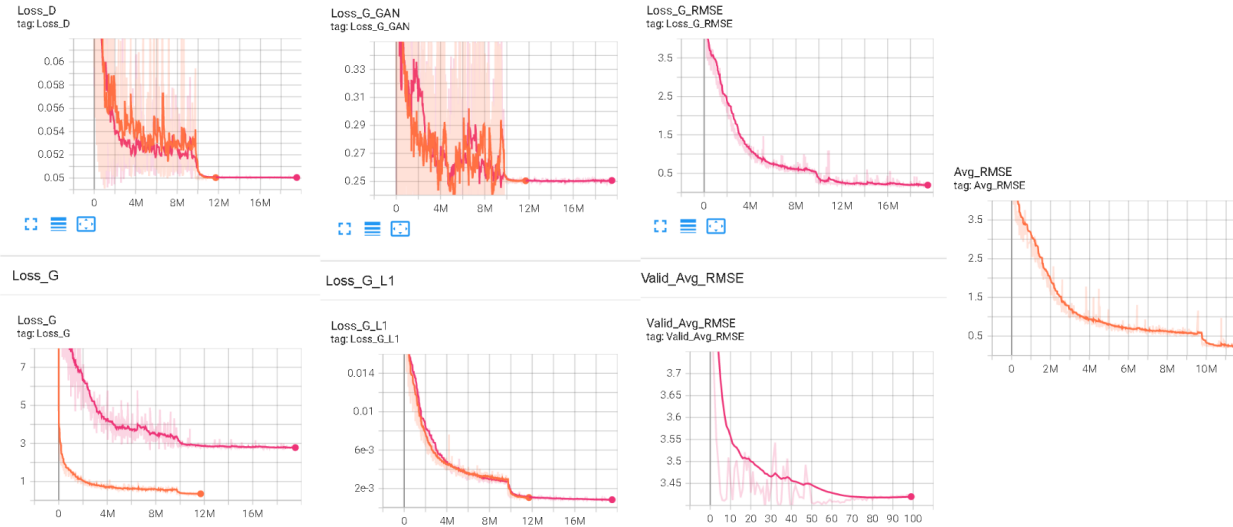 Loss_D
tag: Loss_D
0.06
0.058
0.056
0.054
0.052
0.05
0 4M 8M 12M 16M
Loss_G_GAN
tag: Loss_G_GAN
0.33
0.31
0.29
0.27
0.25
0 4M 8M 12M 16M
Loss_G_RMSE
tag: Loss_G_RMSE
3.5
2.5
1.5
0.5
0 4M 8M 12M 16M
Avg_RMSE
tag: Avg_RMSE
3.5
2.5
1.5
0.5
0 2M 4M 6M 8M 10M
Loss_G
Loss_G
tag: Loss_G
7
5
3
1
0 4M 8M 12M 16M
Loss_G_L1
Loss_G_L1
tag: Loss_G_L1
0.014
0.01
6e-3
2e-3
0 4M 8M 12M 16M
Valid_Avg_RMSE
Valid_Avg_RMSE
tag: Valid_Avg_RMSE
3.7
3.65
3.6
3.55
3.5
3.45
0 10 20 30 40 50 60 70 80 90 100